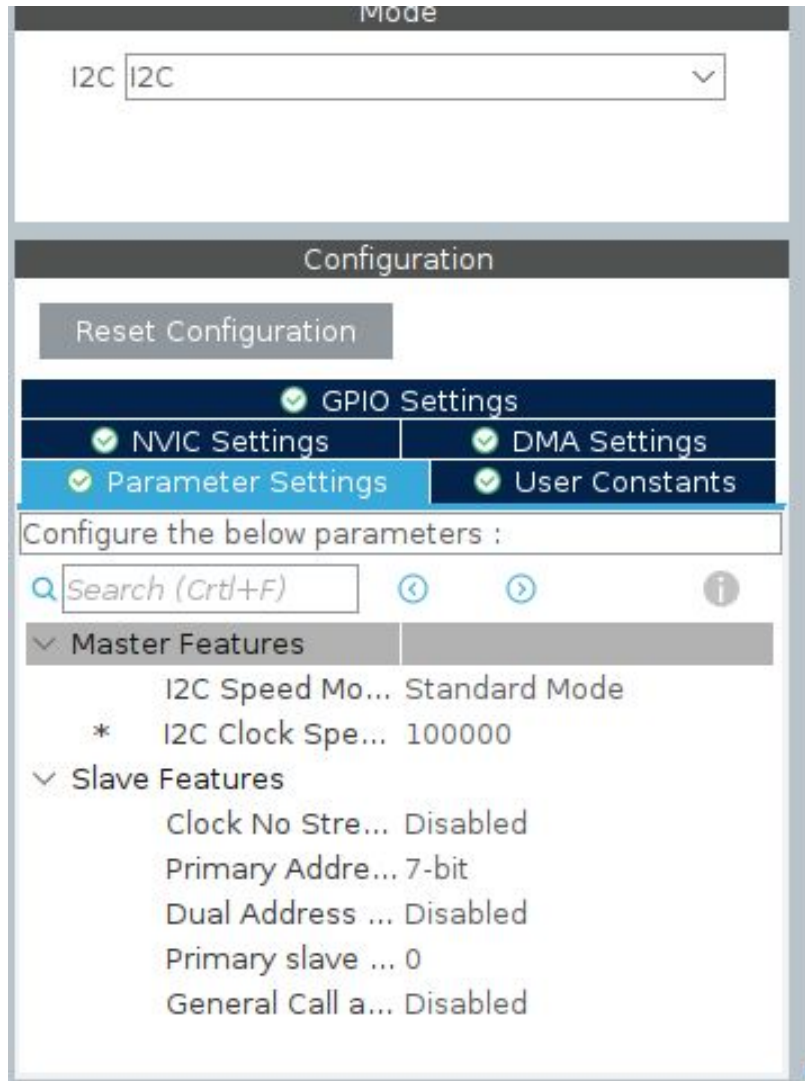 Mode
I2C I2C
Configuration
Reset Configuration
GPIO Settings
NVIC Settings DMA Settings
Parameter Settings User Constants
Configure the below parameters :
Search (Crtl+F)
Master Features
I2C Speed Mo... Standard Mode
* I2C Clock Spe... 100000
Slave Features
Clock No Stre... Disabled
Primary Addre... 7-bit
Dual Address ... Disabled
Primary slave ... 0
General Call a... Disabled